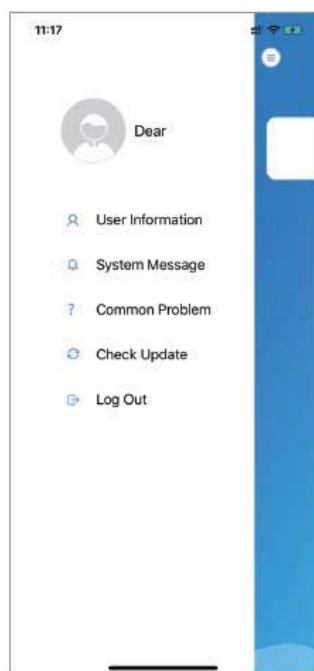 11:17
Dear
User Information
System Message
Common Problem
Check Update
Log Out